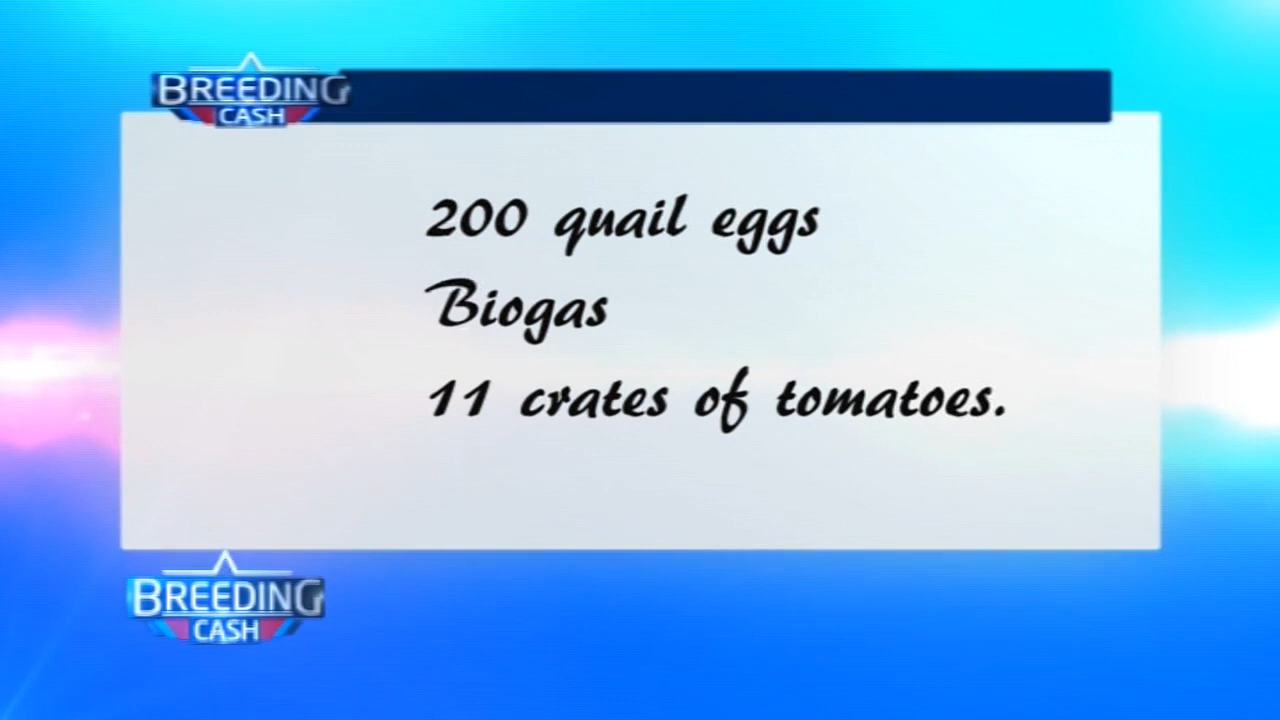 BREEDING
CASH
200 quail eggs
Biogas
11 crates of tomatoes.
BREEDING
CASH